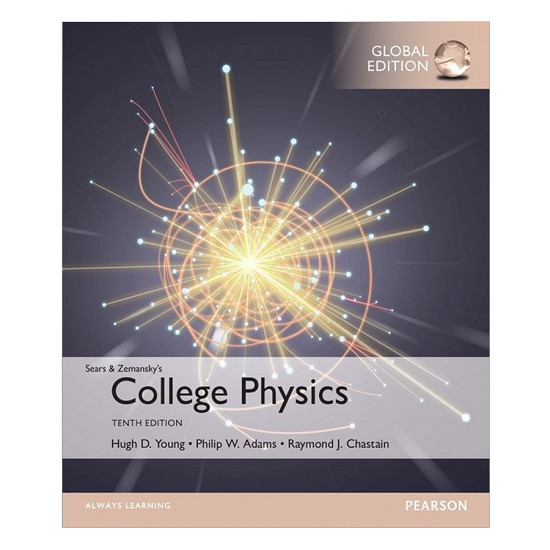 GLOBAL
EDITION
Sears & Zemansky's
College Physics
TENTH EDITION
Hugh D. Young • Philip W. Adams • Raymond J. Chastain
ALWAYS LEARNING
PEARSON